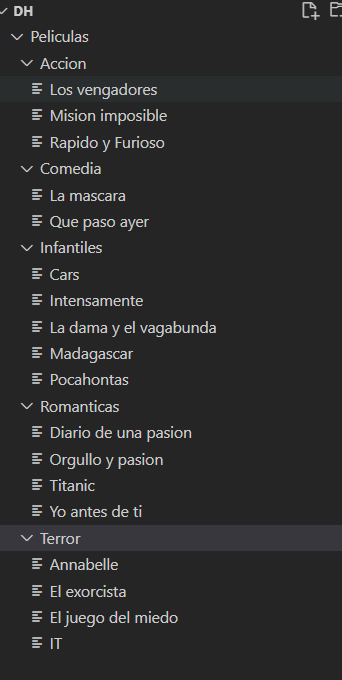 DH
Peliculas
Accion
Los vengadores
Mision imposible
Rapido y Furioso
Comedia
La mascara
Que paso ayer
Infantiles
Cars
Intensamente
La dama y el vagabunda
Madagascar
Pocahontas
Romanticas
Diario de una pasion
Orgullo y pasion
Titanic
Yo antes de ti
Terror
Annabelle
El exorcista
El juego del miedo
IT